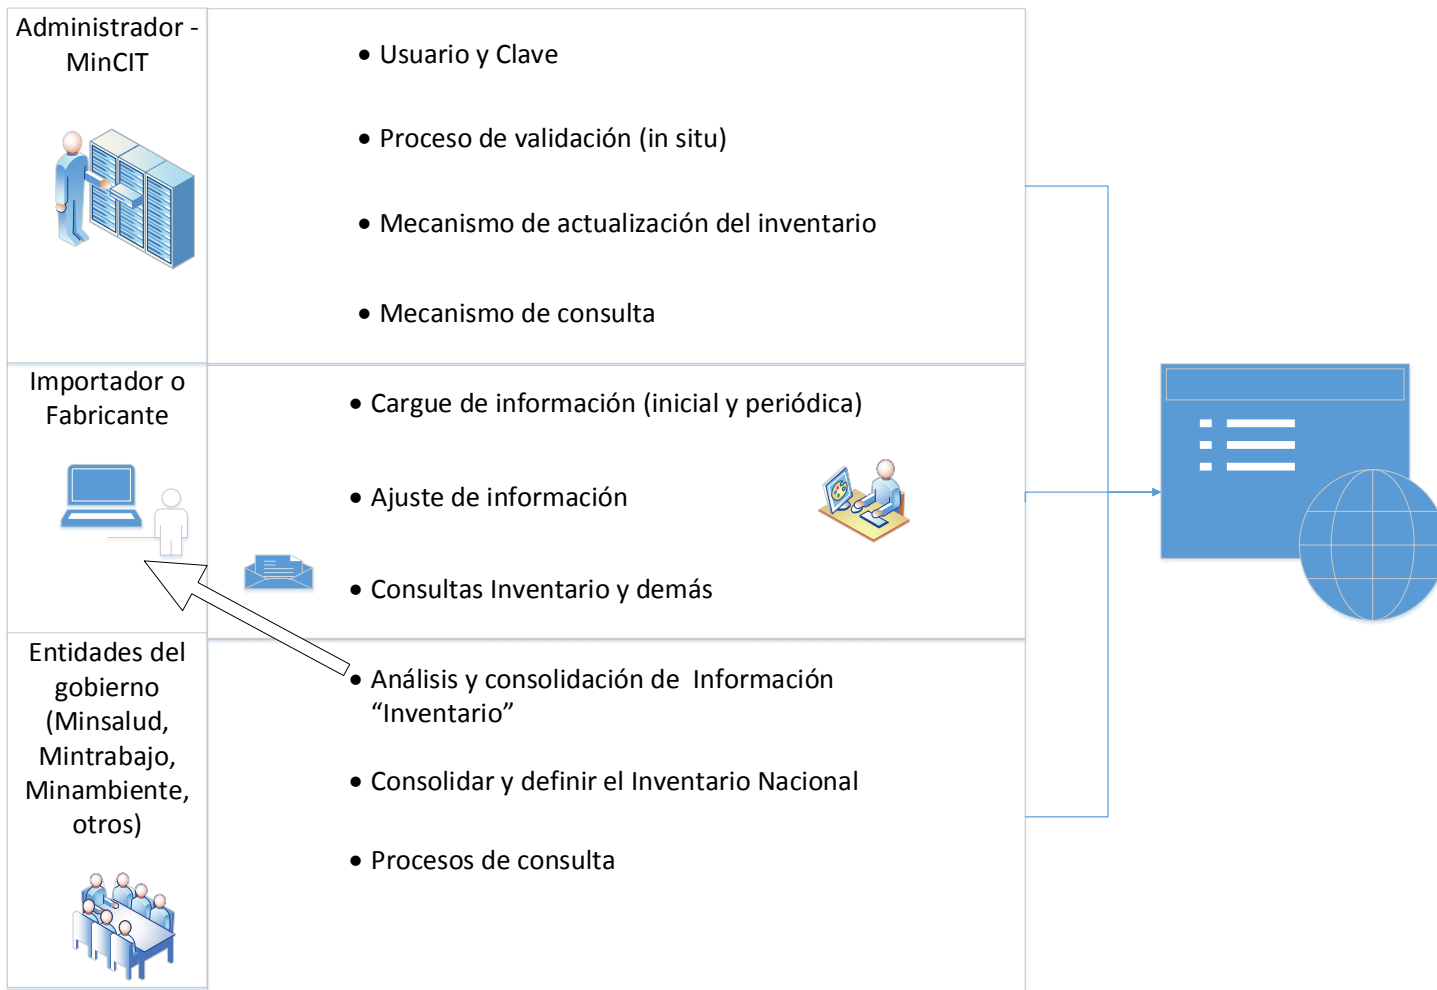 Administrador -
MinCIT
• Usuario y Clave
• Proceso de validación (in situ)
• Mecanismo de actualización del inventario
• Mecanismo de consulta
Importador o
Fabricante
• Cargue de información (inicial y periódica)
• Ajuste de información
• Consultas Inventario y demás
Entidades del
gobierno
(Minsalud,
Mintrabajo,
Minambiente,
otros)
• Análisis y consolidación de  Información
“Inventario”
• Consolidar y definir el Inventario Nacional
• Procesos de consulta